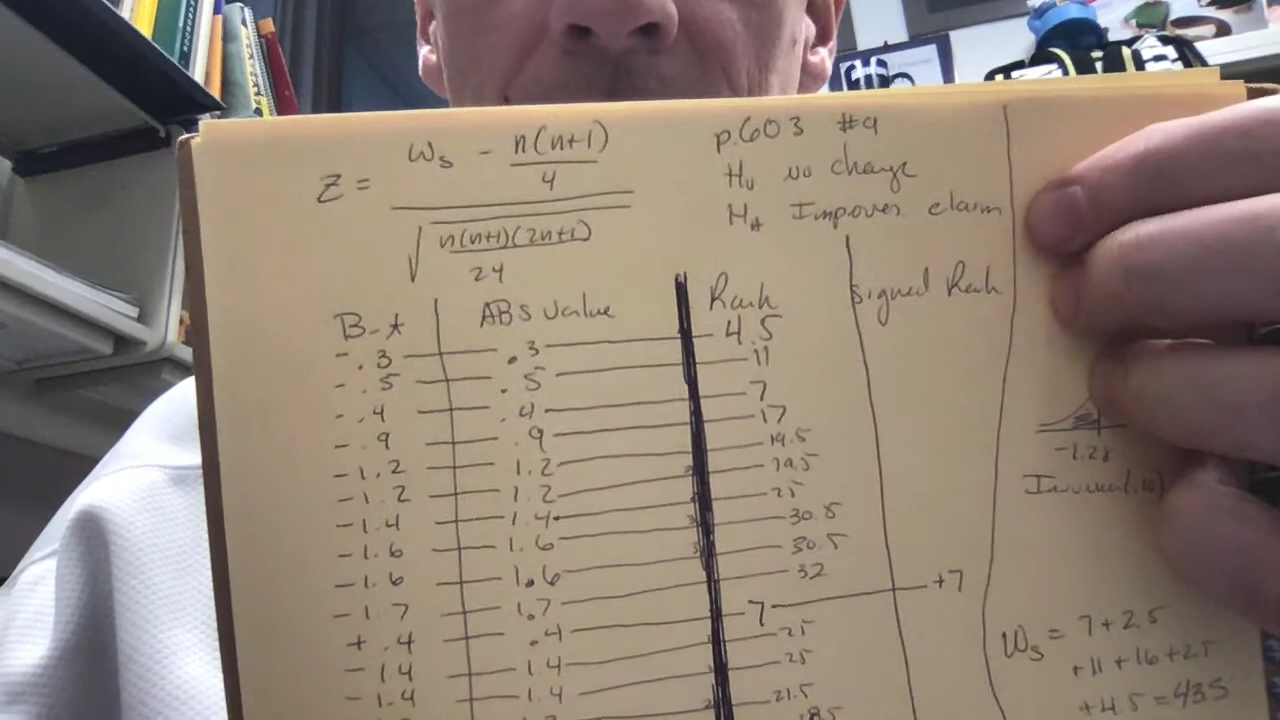 Z = (Ws - n(n+1)/4) / √(n(n+1)(2n+1)/24)
p.603 #9
H0 no change
HA Improves claim
B-A ABS value Rank signed Rank
-.3 .3 4.5
-.5 .5 11
-.4 .4 7
-.9 .9 17
-1.2 1.2 19.5
-1.2 1.2 19.5
-1.4 1.4 25
-1.6 1.6 30.5
-1.6 1.6 30.5
-1.7 1.7 32
+.4 .4 7 +7
-1.4 1.4 25
-1.4 1.4 25
21.5
-1.28
Ws = 7+2.5
+11+16+2.5
+4.5=43.5